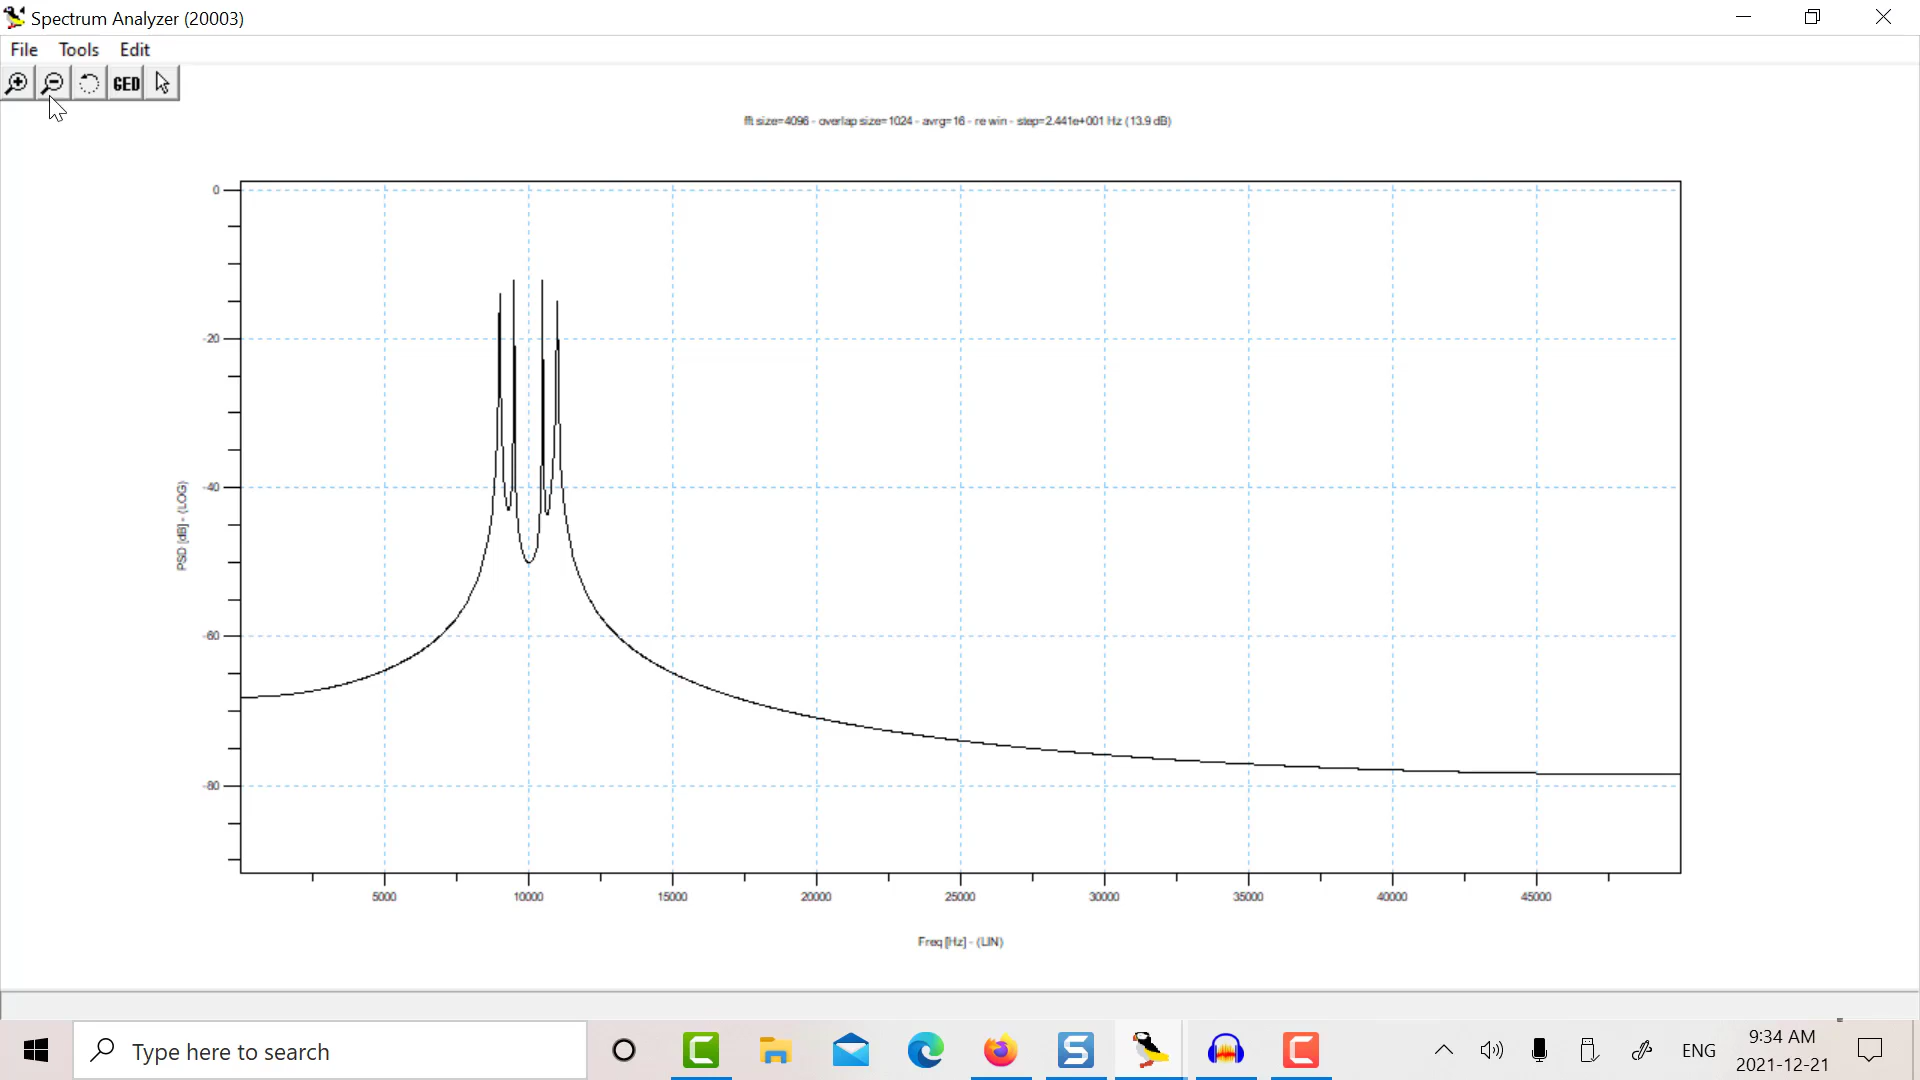 Spectrum Analyzer (20003)
File Tools Edit
GED
fft size=4096 - overlap size=1024 - avrg=16 - re win - step=2.441e+001 Hz (13.9 dB)
0
-20
-40
PSD [dB] - (LOG)
-60
-80
5000 10000 15000 20000 25000 30000 35000 40000 45000
Freq [Hz] - (LIN)
Type here to search
ENG
9:34 AM
2021-12-21